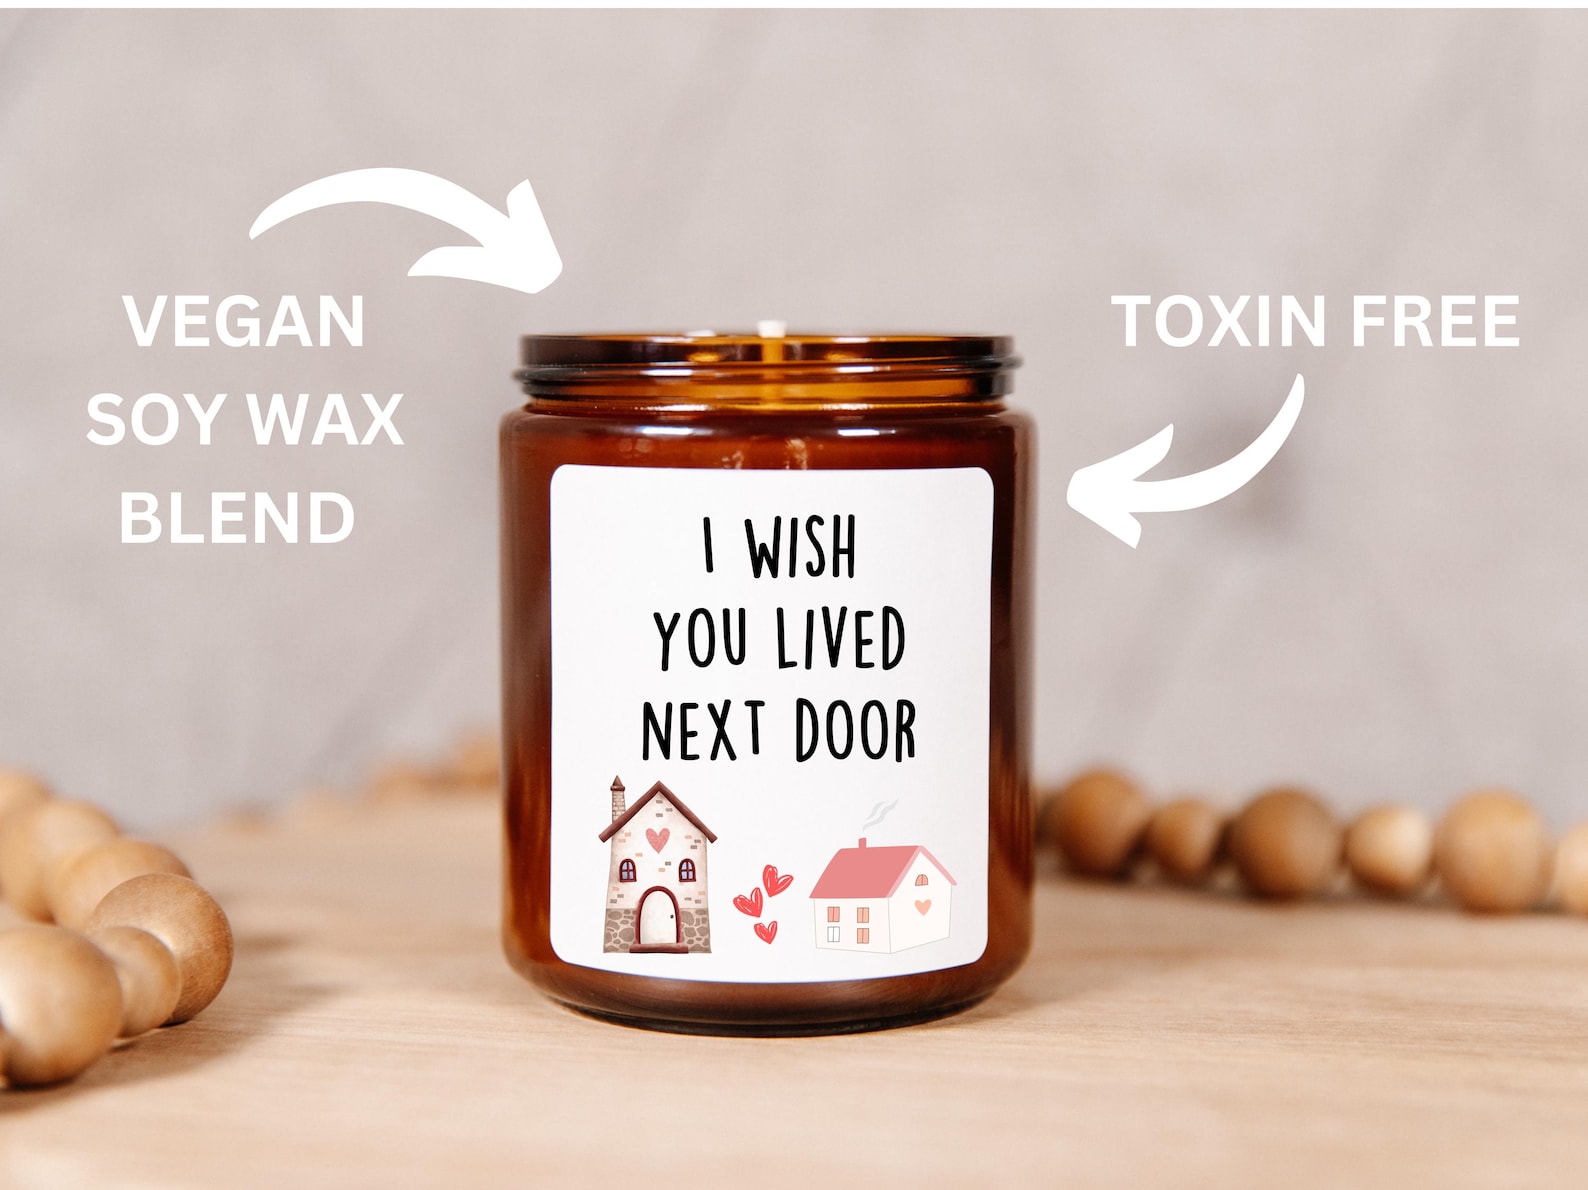 VEGAN
SOY WAX
BLEND
TOXIN FREE
I WISH
YOU LIVED
NEXT DOOR